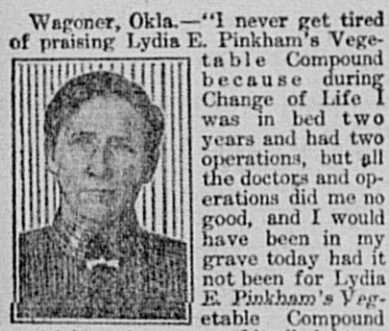 Wagoner, Okla.—"I never get tired
of praising Lydia E. Pinkham's Vege-
table Compound
because during
Change of Life I
was in bed two
years and had two
operations, but all
the doctors and op-
erations did me no
good, and I would
have been in my
grave today had it
not been for Lydia
E. Pinkham's Veg-
etable Compound